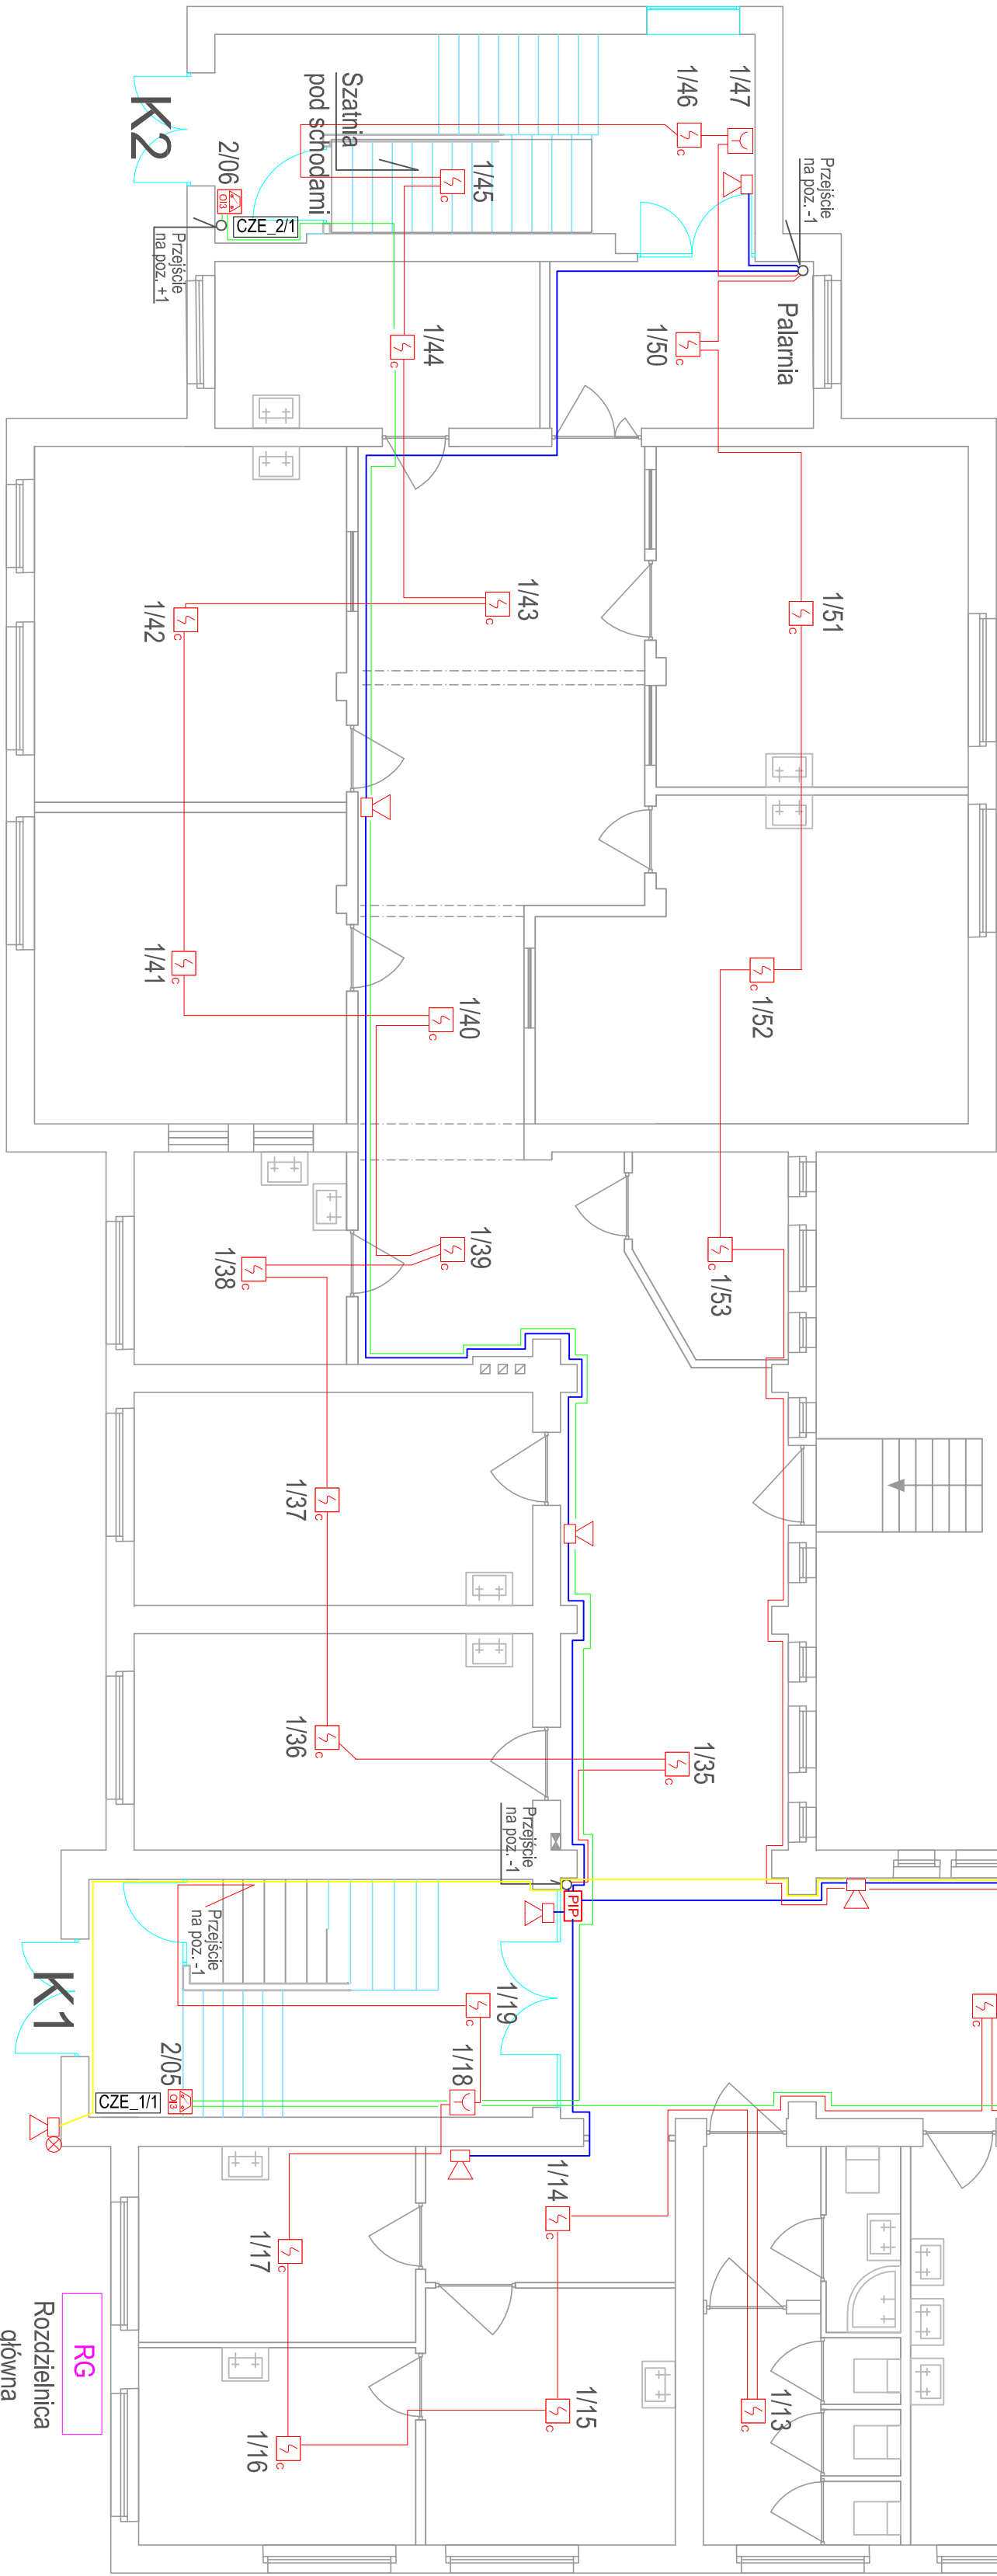 1/47
1/46
Przejście
na poz. -1
Szatnia
pod schodami
K2
2/06
OI3
CZE_2/1
Przejście
na poz. +1
1/45
C
C
Palarnia
1/50
C
1/44
C
1/51
C
1/43
C
1/42
C
1/52
C
1/41
C
1/40
C
1/53
C
1/39
C
1/38
C
1/37
C
1/36
C
1/35
C
Przejście
na poz. -1
PIP
Przejście
na poz. -1
K1
1/19
C
1/18
2/05
OI3
CZE_1/1
C
1/14
C
1/17
C
1/13
C
1/15
C
1/16
C
RG
Rozdzielnica
główna